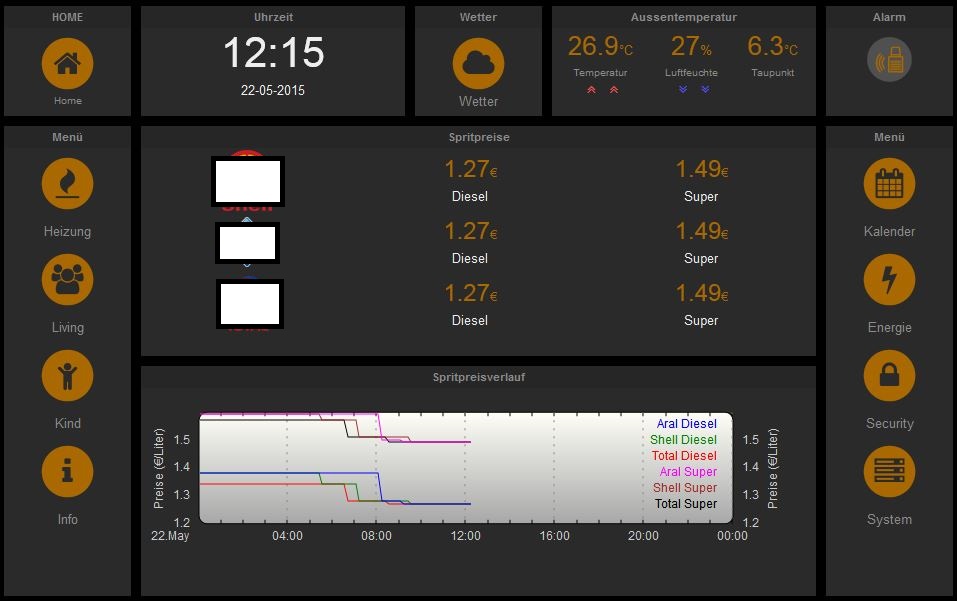 HOME
Home
Uhrzeit
12:15
22-05-2015
Wetter
Wetter
Aussentemperatur
26.9°C 27% 6.3°C
Temperatur Luftfeuchte Taupunkt
Alarm
Menü
Heizung
Living
Kind
Info
Spritpreise
1.27€ 1.49€
Diesel Super
1.27€ 1.49€
Diesel Super
1.27€ 1.49€
Diesel Super
Spritpreisverlauf
Preise (€/Liter)
1.5
1.4
1.3
1.2
Aral Diesel
Shell Diesel
Total Diesel
Aral Super
Shell Super
Total Super
1.5
1.4
1.3
1.2
Preise (€/Liter)
22.May 04:00 08:00 12:00 16:00 20:00 00:00
Menü
Kalender
Energie
Security
System